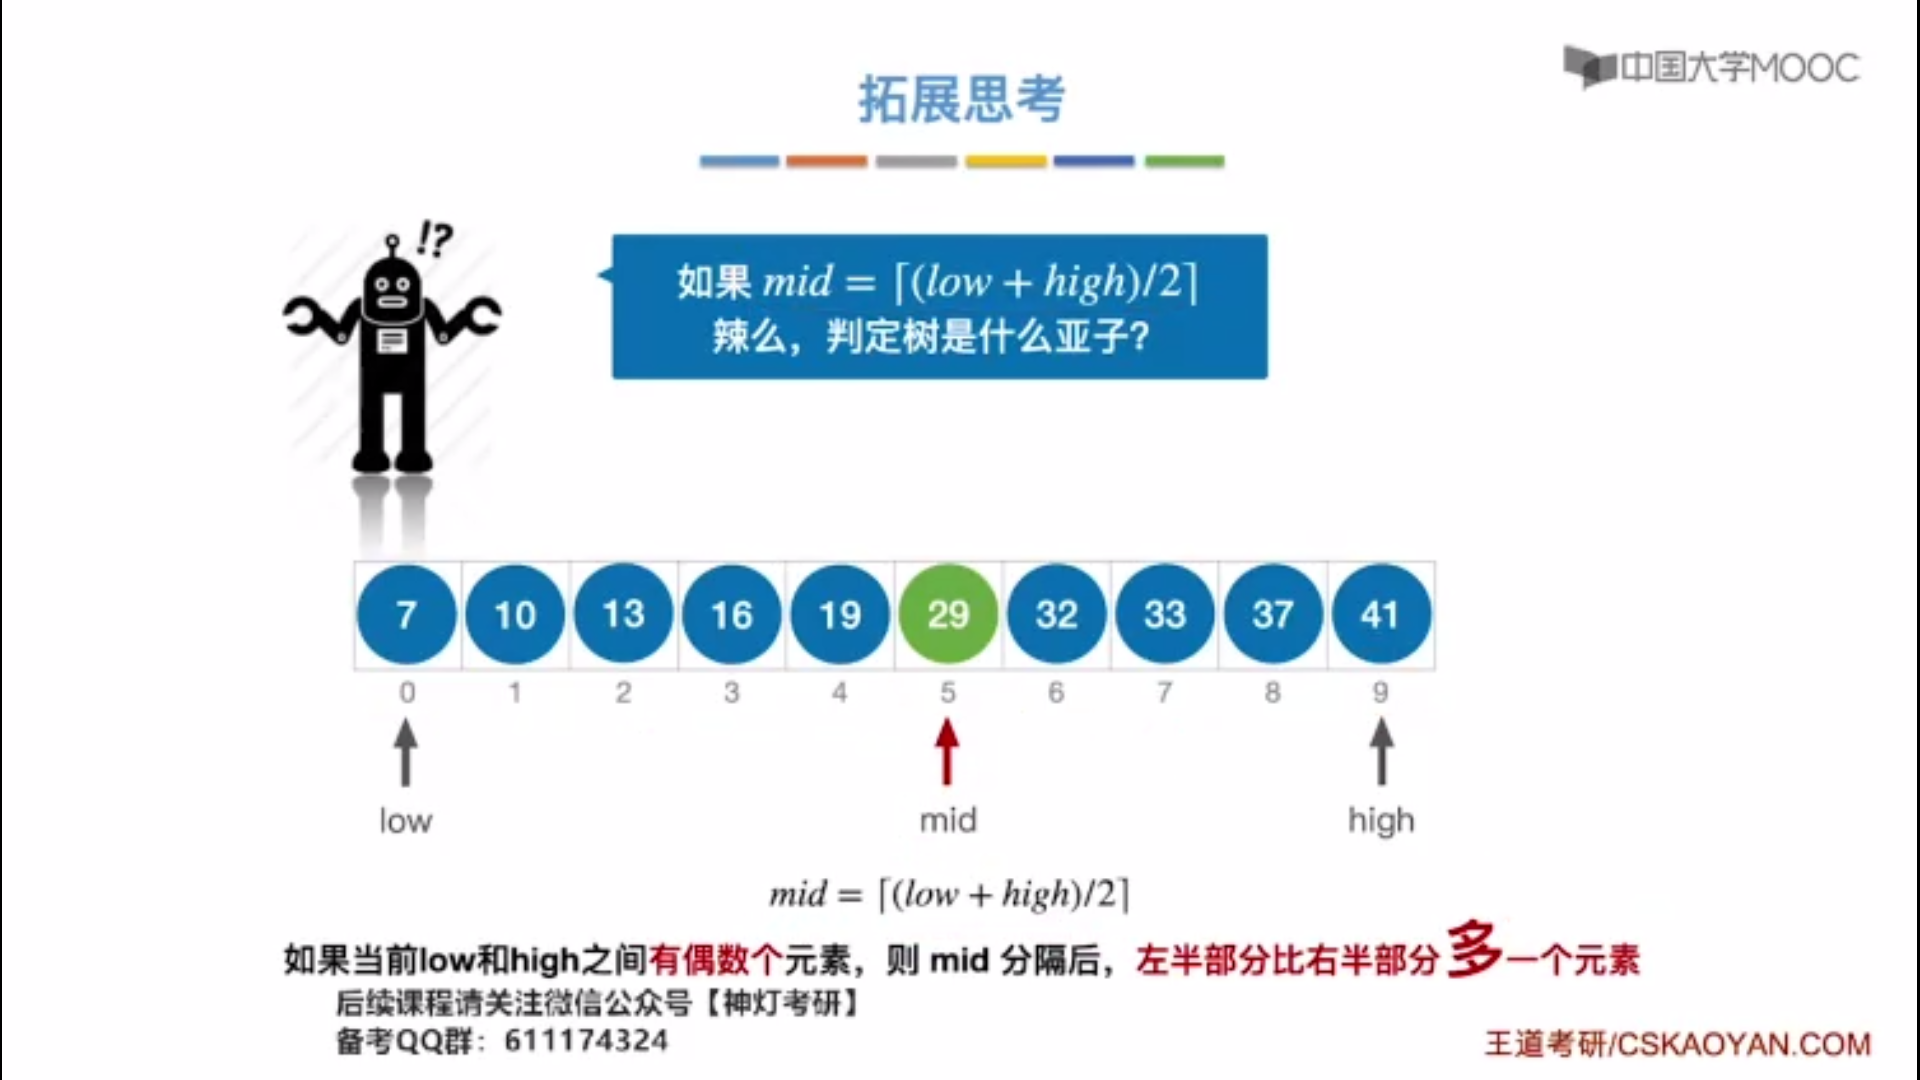 中国大学MOOC
拓展思考
!?
如果 mid = ⌈(low + high)/2⌉
辣么，判定树是什么亚子？
7 10 13 16 19 29 32 33 37 41
0 1 2 3 4 5 6 7 8 9
low mid high
mid = ⌈(low + high)/2⌉
如果当前low和high之间有偶数个元素，则 mid 分隔后，左半部分比右半部分多一个元素
后续课程请关注微信公众号【神灯考研】
备考QQ群：611174324
王道考研/CSKAOYAN.COM